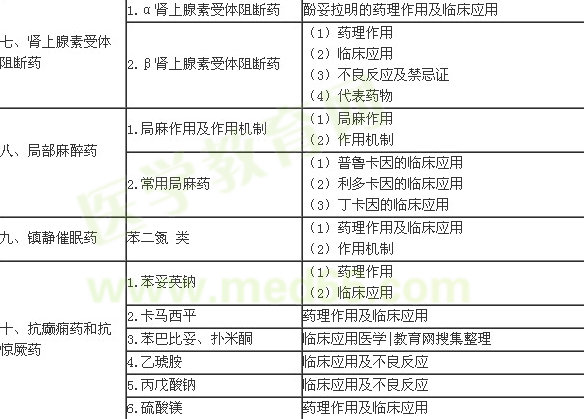 1.α肾上腺素受体阻断药
酚妥拉明的药理作用及临床应用
七、肾上腺素受体
阻断药
2.β肾上腺素受体阻断药
（1）药理作用
（2）临床应用
（3）不良反应及禁忌证
（4）代表药物
八、局部麻醉药
1.局麻作用及作用机制
（1）局麻作用
（2）作用机制
2.常用局麻药
（1）普鲁卡因的临床应用
（2）利多卡因的临床应用
（3）丁卡因的临床应用
九、镇静催眠药
苯二氮 类
（1）药理作用及临床应用
（2）作用机制
十、抗癫痫药和抗
惊厥药
1.苯妥英钠
（1）药理作用
（2）临床应用
2.卡马西平
药理作用及临床应用
3.苯巴比妥、扑米酮
临床应用医学|教育网搜集整理
4.乙琥胺
临床应用及不良反应
5.丙戊酸钠
临床应用及不良反应
6.硫酸镁
药理作用及临床应用
医学教育网